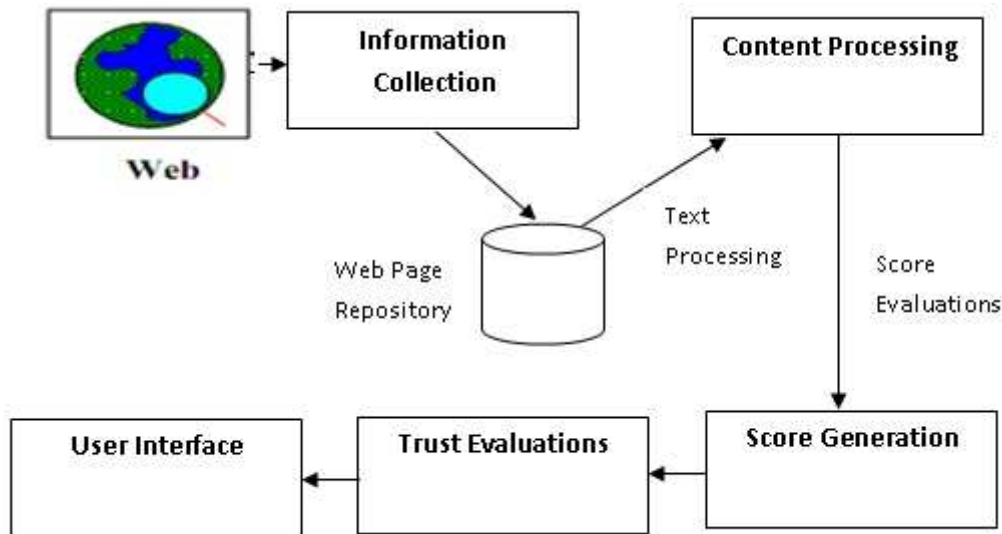 Information
Collection
Content Processing
Web
Text
Processing
Web Page
Repository
Score
Evaluations
User Interface
Trust Evaluations
Score Generation